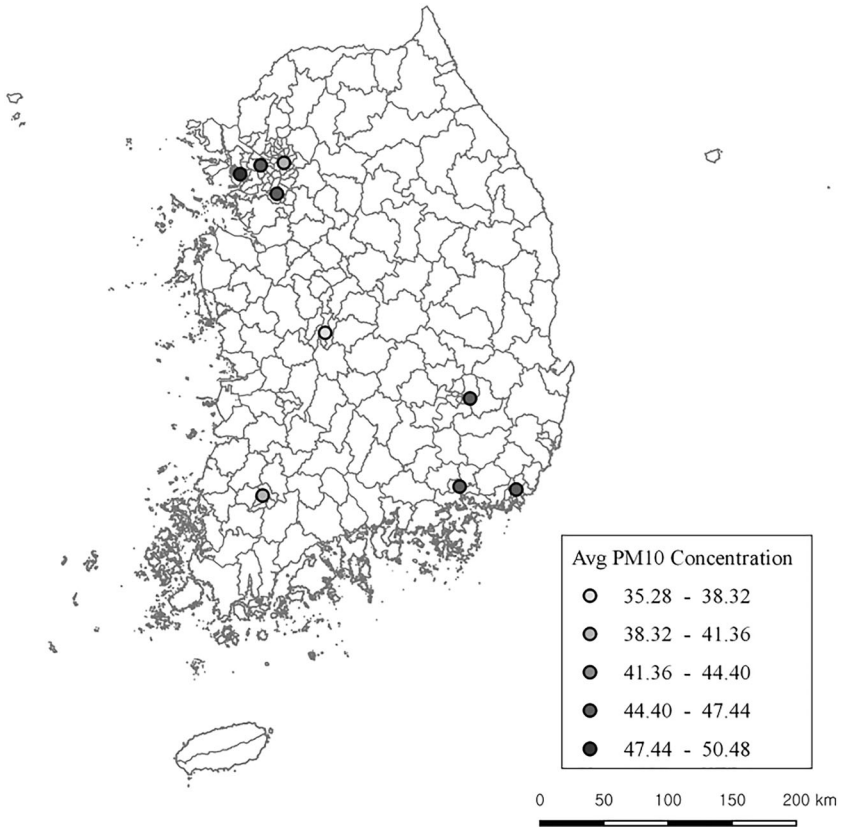 Avg PM10 Concentration
35.28 - 38.32
38.32 - 41.36
41.36 - 44.40
44.40 - 47.44
47.44 - 50.48
0 50 100 150 200 km